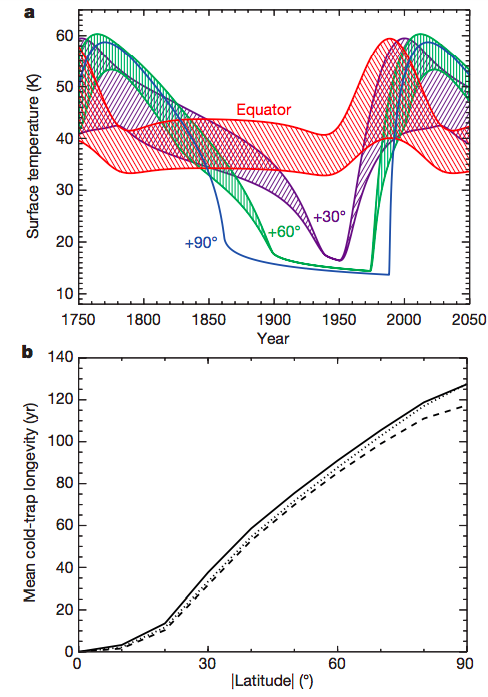 a
Surface temperature (K)
60
50
40
30
20
10
Equator
+30°
+60°
+90°
1750 1800 1850 1900 1950 2000 2050
Year
b
Mean cold-trap longevity (yr)
140
120
100
80
60
40
20
0
0 30 60 90
|Latitude| (°)